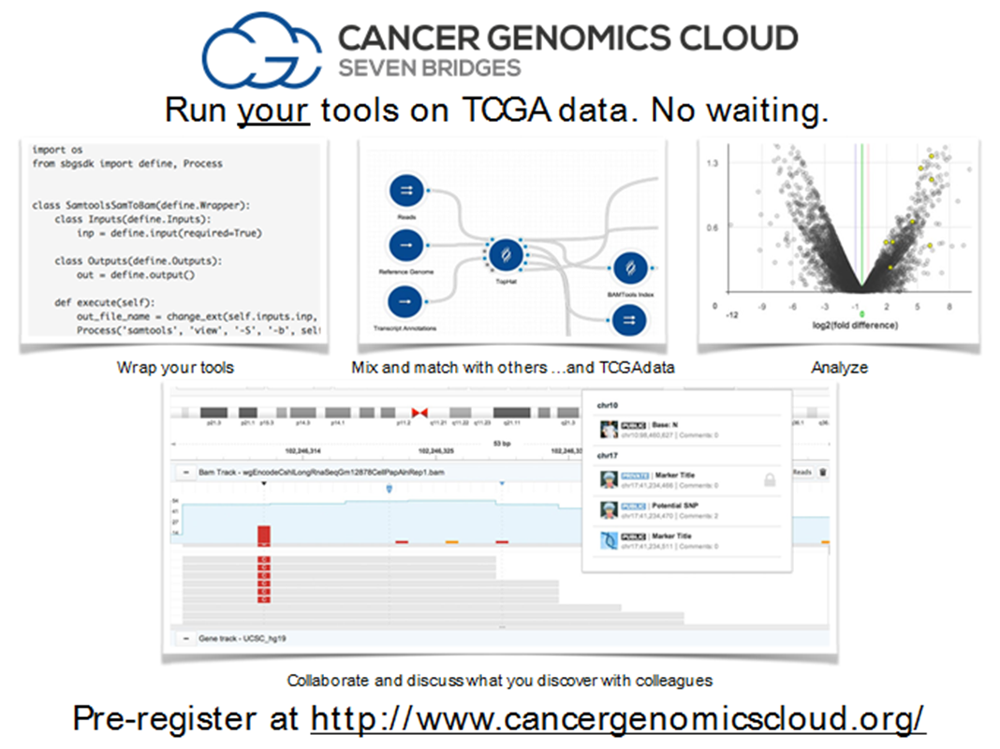 CANCER GENOMICS CLOUD
SEVEN BRIDGES
Run your tools on TCGA data. No waiting.
import os
from sbgsdk import define, Process
class SamtoolsSamToBam(define.Wrapper):
class Inputs(define.Inputs):
inp = define.input(required=True)
class Outputs(define.Outputs):
out = define.output()
def execute(self):
out_file_name = change_ext(self.inputs.inp,
Process('samtools', 'view', '-S', '-b', sel
Reads
Reference Genome
Transcript Annotations
TopHat
BAMTools Index
1.3
0.6
0
-12 -9 -6 -3 -1 0 2 5 8
log2(fold difference)
Wrap your tools
Mix and match with others ...and TCGA data
Analyze
p21.3 p21.1 p15.3 p14.3 p14.1 p11.2 q11.21 q11.22 q11.23 q21.11 q21.3
53 bp
102,246,314 102,246,325
Bam Track - wgEncodeCshlLongRnaSeqGm12878CellPapAlnRep1.bam
Reads
54
41
27
14
C
C
C
C
C
C
Gene track - UCSC_hg19
chr10
PUBLIC | Base: N
chr10:98,460,627 | Comments: 0
chr17
PRIVATE | Marker Title
chr17:41,234,466 | Comments: 0
PUBLIC | Potential SNP
chr17:41,234,470 | Comments: 2
PUBLIC | Marker Title
chr17:41,234,511 | Comments: 0
Collaborate and discuss what you discover with colleagues
Pre-register at http://www.cancergenomicscloud.org/